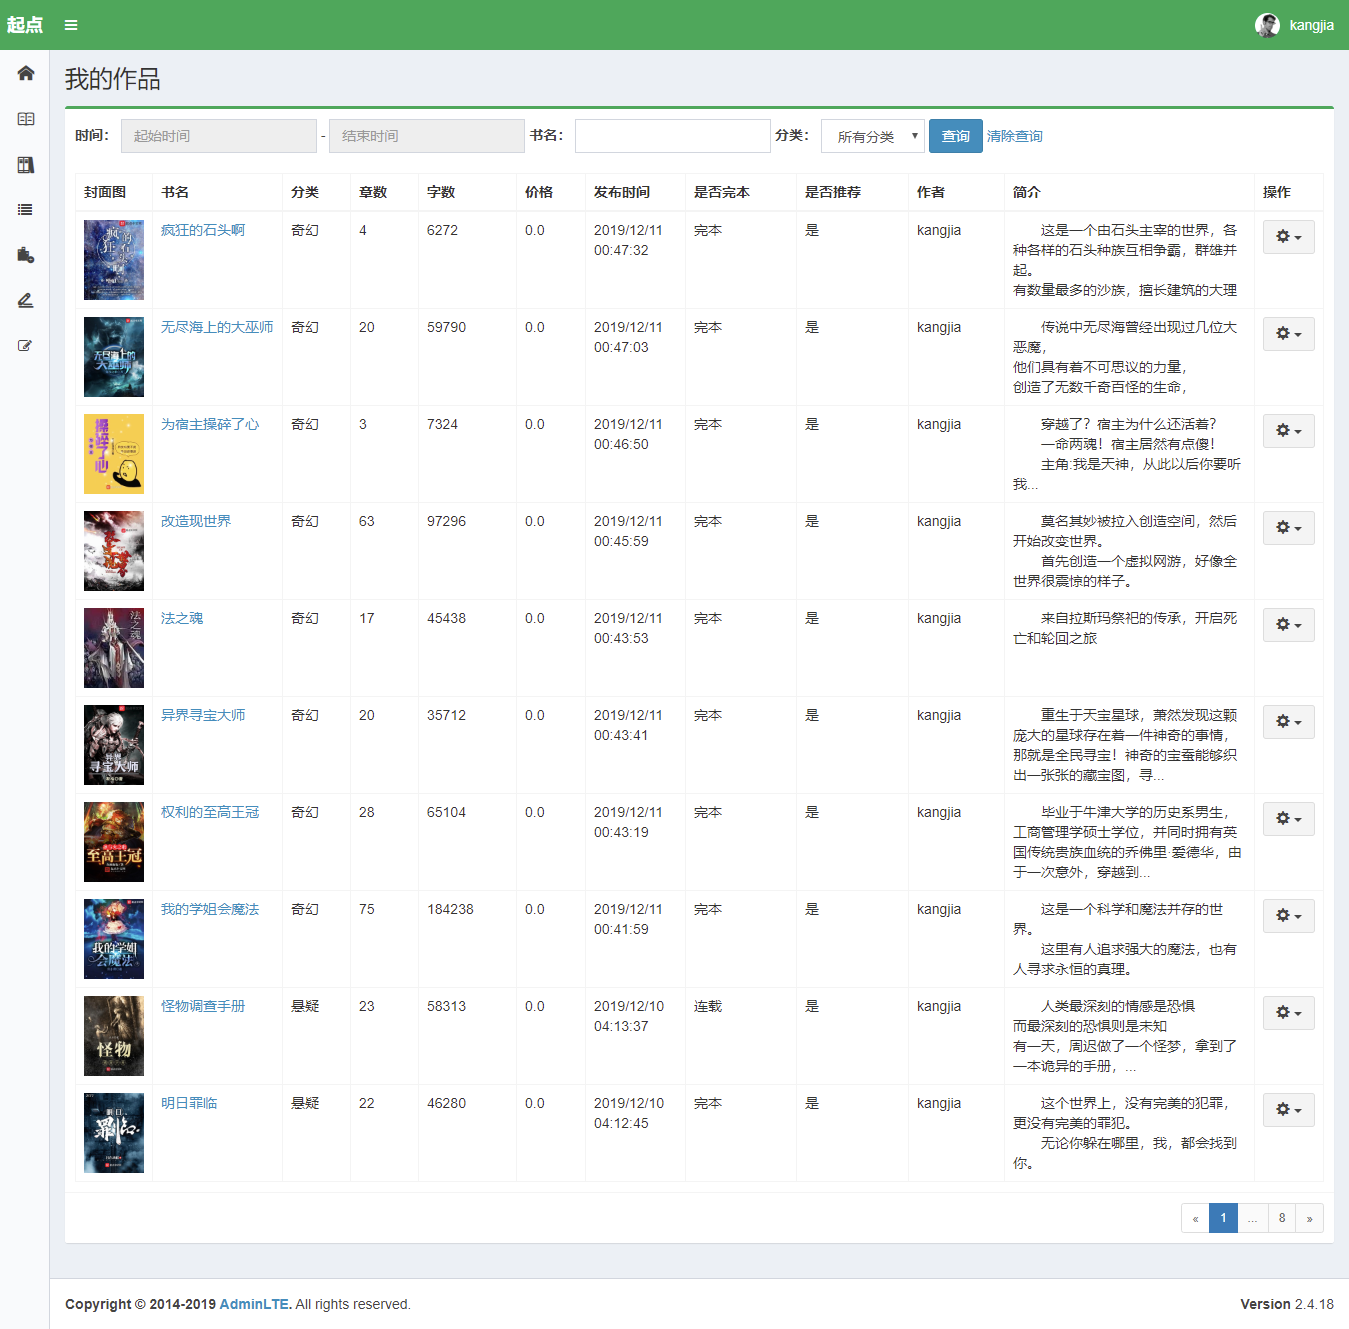 起点
kangjia
我的作品
时间： 起始时间 - 结束时间 书名： 分类： 所有分类 查询 清除查询
封面图 书名 分类 章数 字数 价格 发布时间 是否完本 是否推荐 作者 简介 操作
疯狂的石头啊 奇幻 4 6272 0.0 2019/12/11 完本 是 kangjia 这是一个由石头主宰的世界，各
00:47:32 种各样的石头种族互相争霸，群雄并
起。
有数量最多的沙族，擅长建筑的大理
无尽海上的大巫师 奇幻 20 59790 0.0 2019/12/11 完本 是 kangjia 传说中无尽海曾经出现过几位大
00:47:03 恶魔，
他们具有着不可思议的力量，
创造了无数千奇百怪的生命，
为宿主操碎了心 奇幻 3 7324 0.0 2019/12/11 完本 是 kangjia 穿越了？宿主为什么还活着？
00:46:50 一命两魂！宿主居然有点傻！
主角:我是天神，从此以后你要听
我...
改造现世界 奇幻 63 97296 0.0 2019/12/11 完本 是 kangjia 莫名其妙被拉入创造空间，然后
00:45:59 开始改变世界。
首先创造一个虚拟网游，好像全
世界很震惊的样子。
法之魂 奇幻 17 45438 0.0 2019/12/11 完本 是 kangjia 来自拉斯玛祭祀的传承，开启死
00:43:53 亡和轮回之旅
异界寻宝大师 奇幻 20 35712 0.0 2019/12/11 完本 是 kangjia 重生于天宝星球，萧然发现这颗
00:43:41 庞大的星球存在着一件神奇的事情，
那就是全民寻宝！神奇的宝蚕能够织
出一张张的藏宝图，寻...
权利的至高王冠 奇幻 28 65104 0.0 2019/12/11 完本 是 kangjia 毕业于牛津大学的历史系男生，
00:43:19 工商管理学硕士学位，并同时拥有英
国传统贵族血统的乔佛里·爱德华，由
于一次意外，穿越到...
我的学姐会魔法 奇幻 75 184238 0.0 2019/12/11 完本 是 kangjia 这是一个科学和魔法并存的世
00:41:59 界。
这里有人追求强大的魔法，也有
人寻求永恒的真理。
怪物调查手册 悬疑 23 58313 0.0 2019/12/10 连载 是 kangjia 人类最深刻的情感是恐惧
04:13:37 而最深刻的恐惧则是未知
有一天，周迟做了一个怪梦，拿到了
一本诡异的手册，...
明日罪临 悬疑 22 46280 0.0 2019/12/10 完本 是 kangjia 这个世界上，没有完美的犯罪，
04:12:45 更没有完美的罪犯。
无论你躲在哪里，我，都会找到
你。
« 1 ... 8 »
Copyright © 2014-2019 AdminLTE. All rights reserved. Version 2.4.18